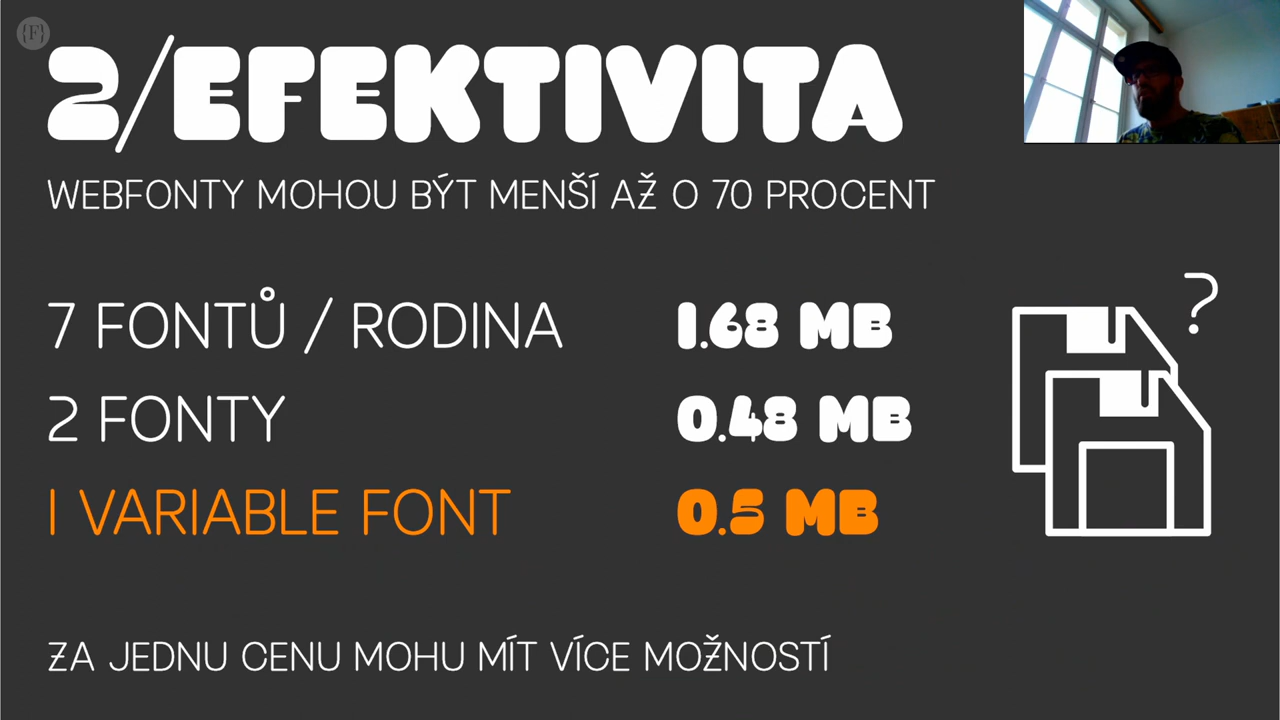 {F}
2/EFEKTIVITA
WEBFONTY MOHOU BÝT MENŠÍ AŽ O 70 PROCENT
7 FONTŮ / RODINA 1.68 MB
2 FONTY 0.48 MB
1 VARIABLE FONT 0.5 MB
?
ZA JEDNU CENU MOHU MÍT VÍCE MOŽNOSTÍ